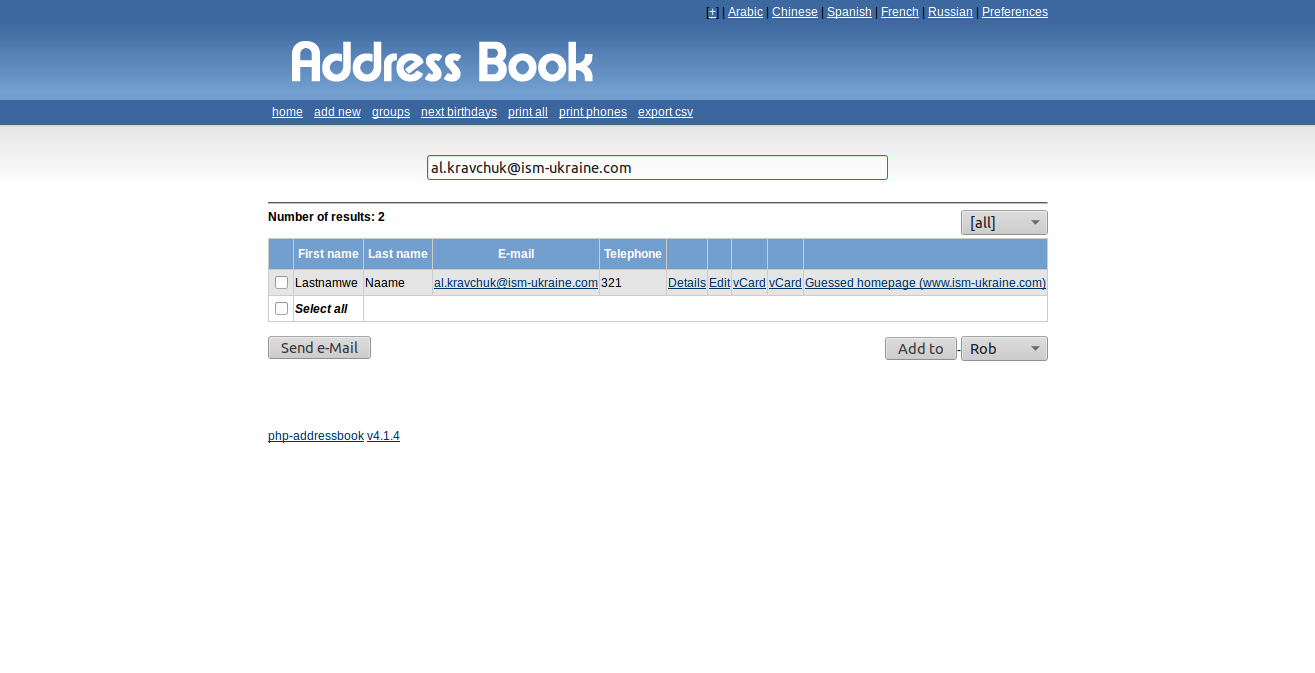 [+] | Arabic | Chinese | Spanish | French | Russian | Preferences
Address Book
home add new groups next birthdays print all print phones export csv
al.kravchuk@ism-ukraine.com
Number of results: 2 [all]
First name Last name E-mail Telephone
Lastnamwe Naame al.kravchuk@ism-ukraine.com 321 Details Edit vCard vCard Guessed homepage (www.ism-ukraine.com)
Select all
Send e-Mail Add to - Rob
php-addressbook v4.1.4